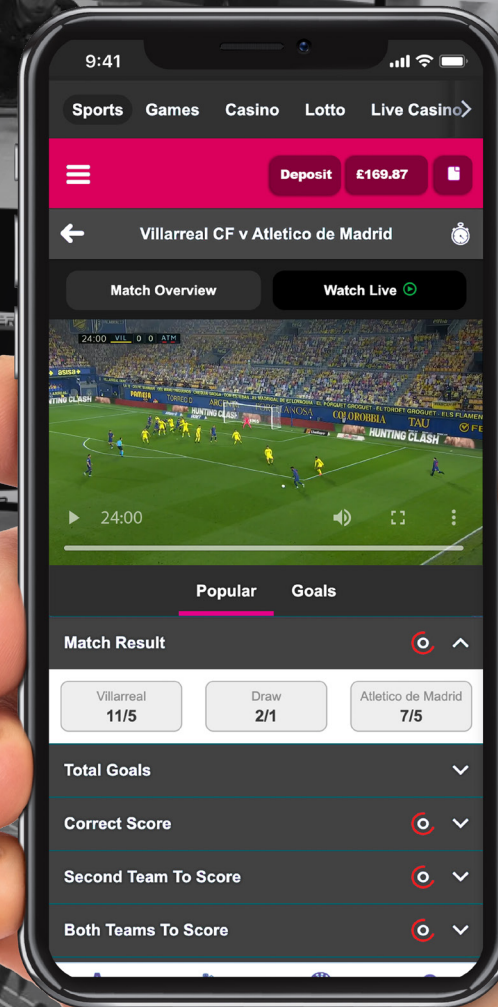 9:41
Sports Games Casino Lotto Live Casino
Deposit £169.87
Villarreal CF v Atletico de Madrid
Match Overview Watch Live
24:00 VIL 0 0 ATM
PAMESA
TORRECID
COLOROBBIA TAU
HUNTING CLASH HUNTING CLASH
24:00
Popular Goals
Match Result
Villarreal Draw Atletico de Madrid
11/5 2/1 7/5
Total Goals
Correct Score
Second Team To Score
Both Teams To Score